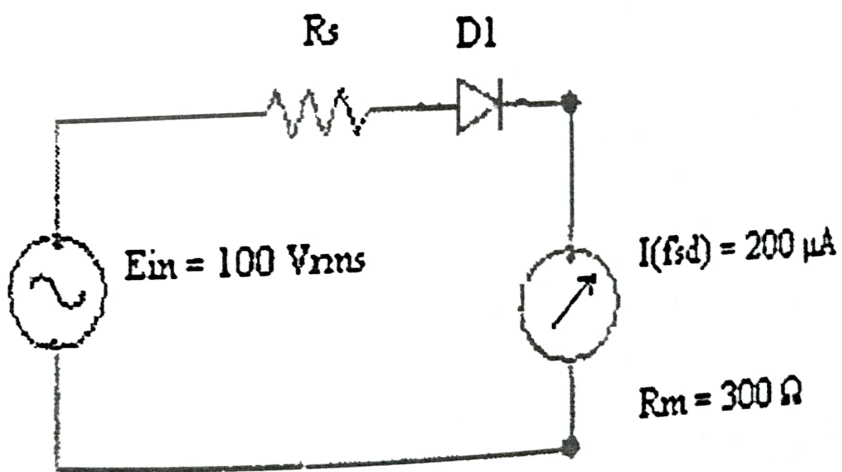 Rs D1
Ein = 100 Vrms
I(fsd) = 200 µA
Rm = 300 Ω